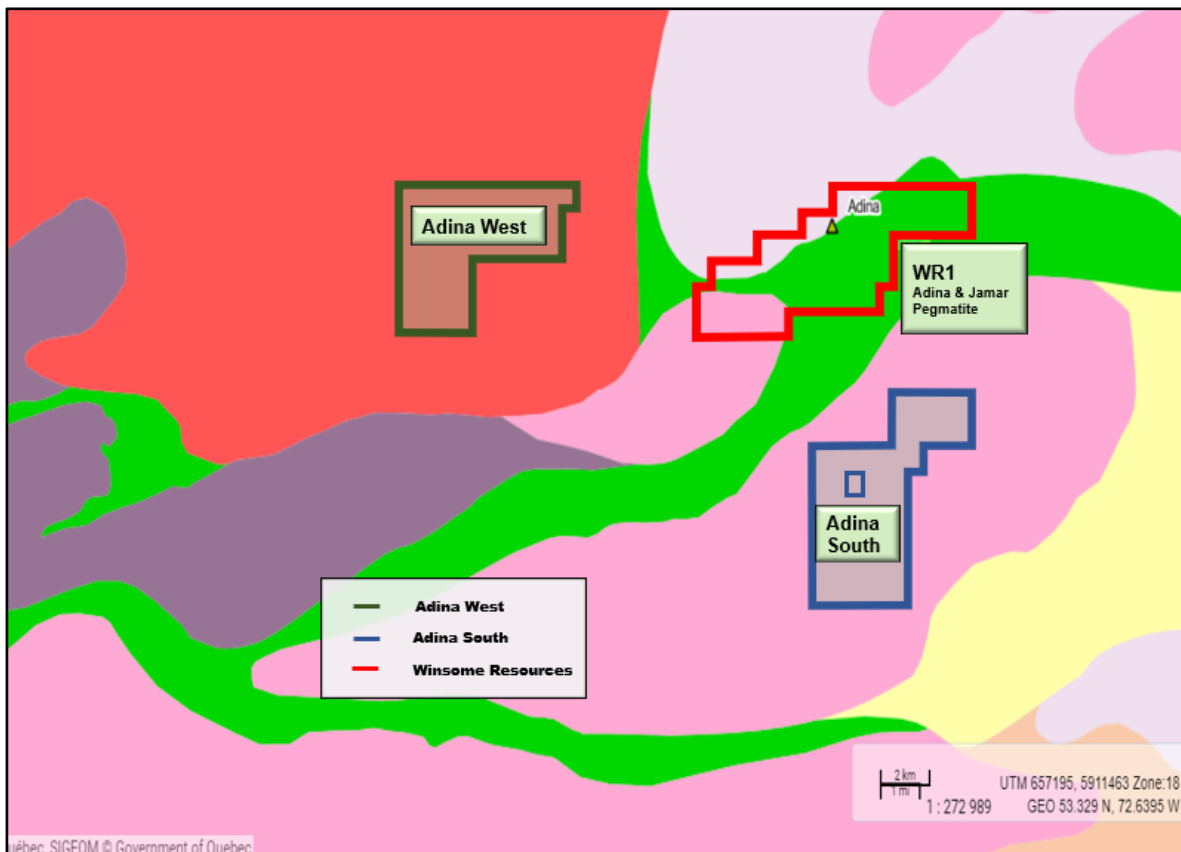 Adina West
Adina
WR1
Adina & Jamar
Pegmatite
Adina
South
Adina West
Adina South
Winsome Resources
2 km
1 mi
1 : 272 989
UTM 657195, 5911463 Zone:18
GEO 53.329 N, 72.6395 W
uébec, SIGEOM © Government of Quebec